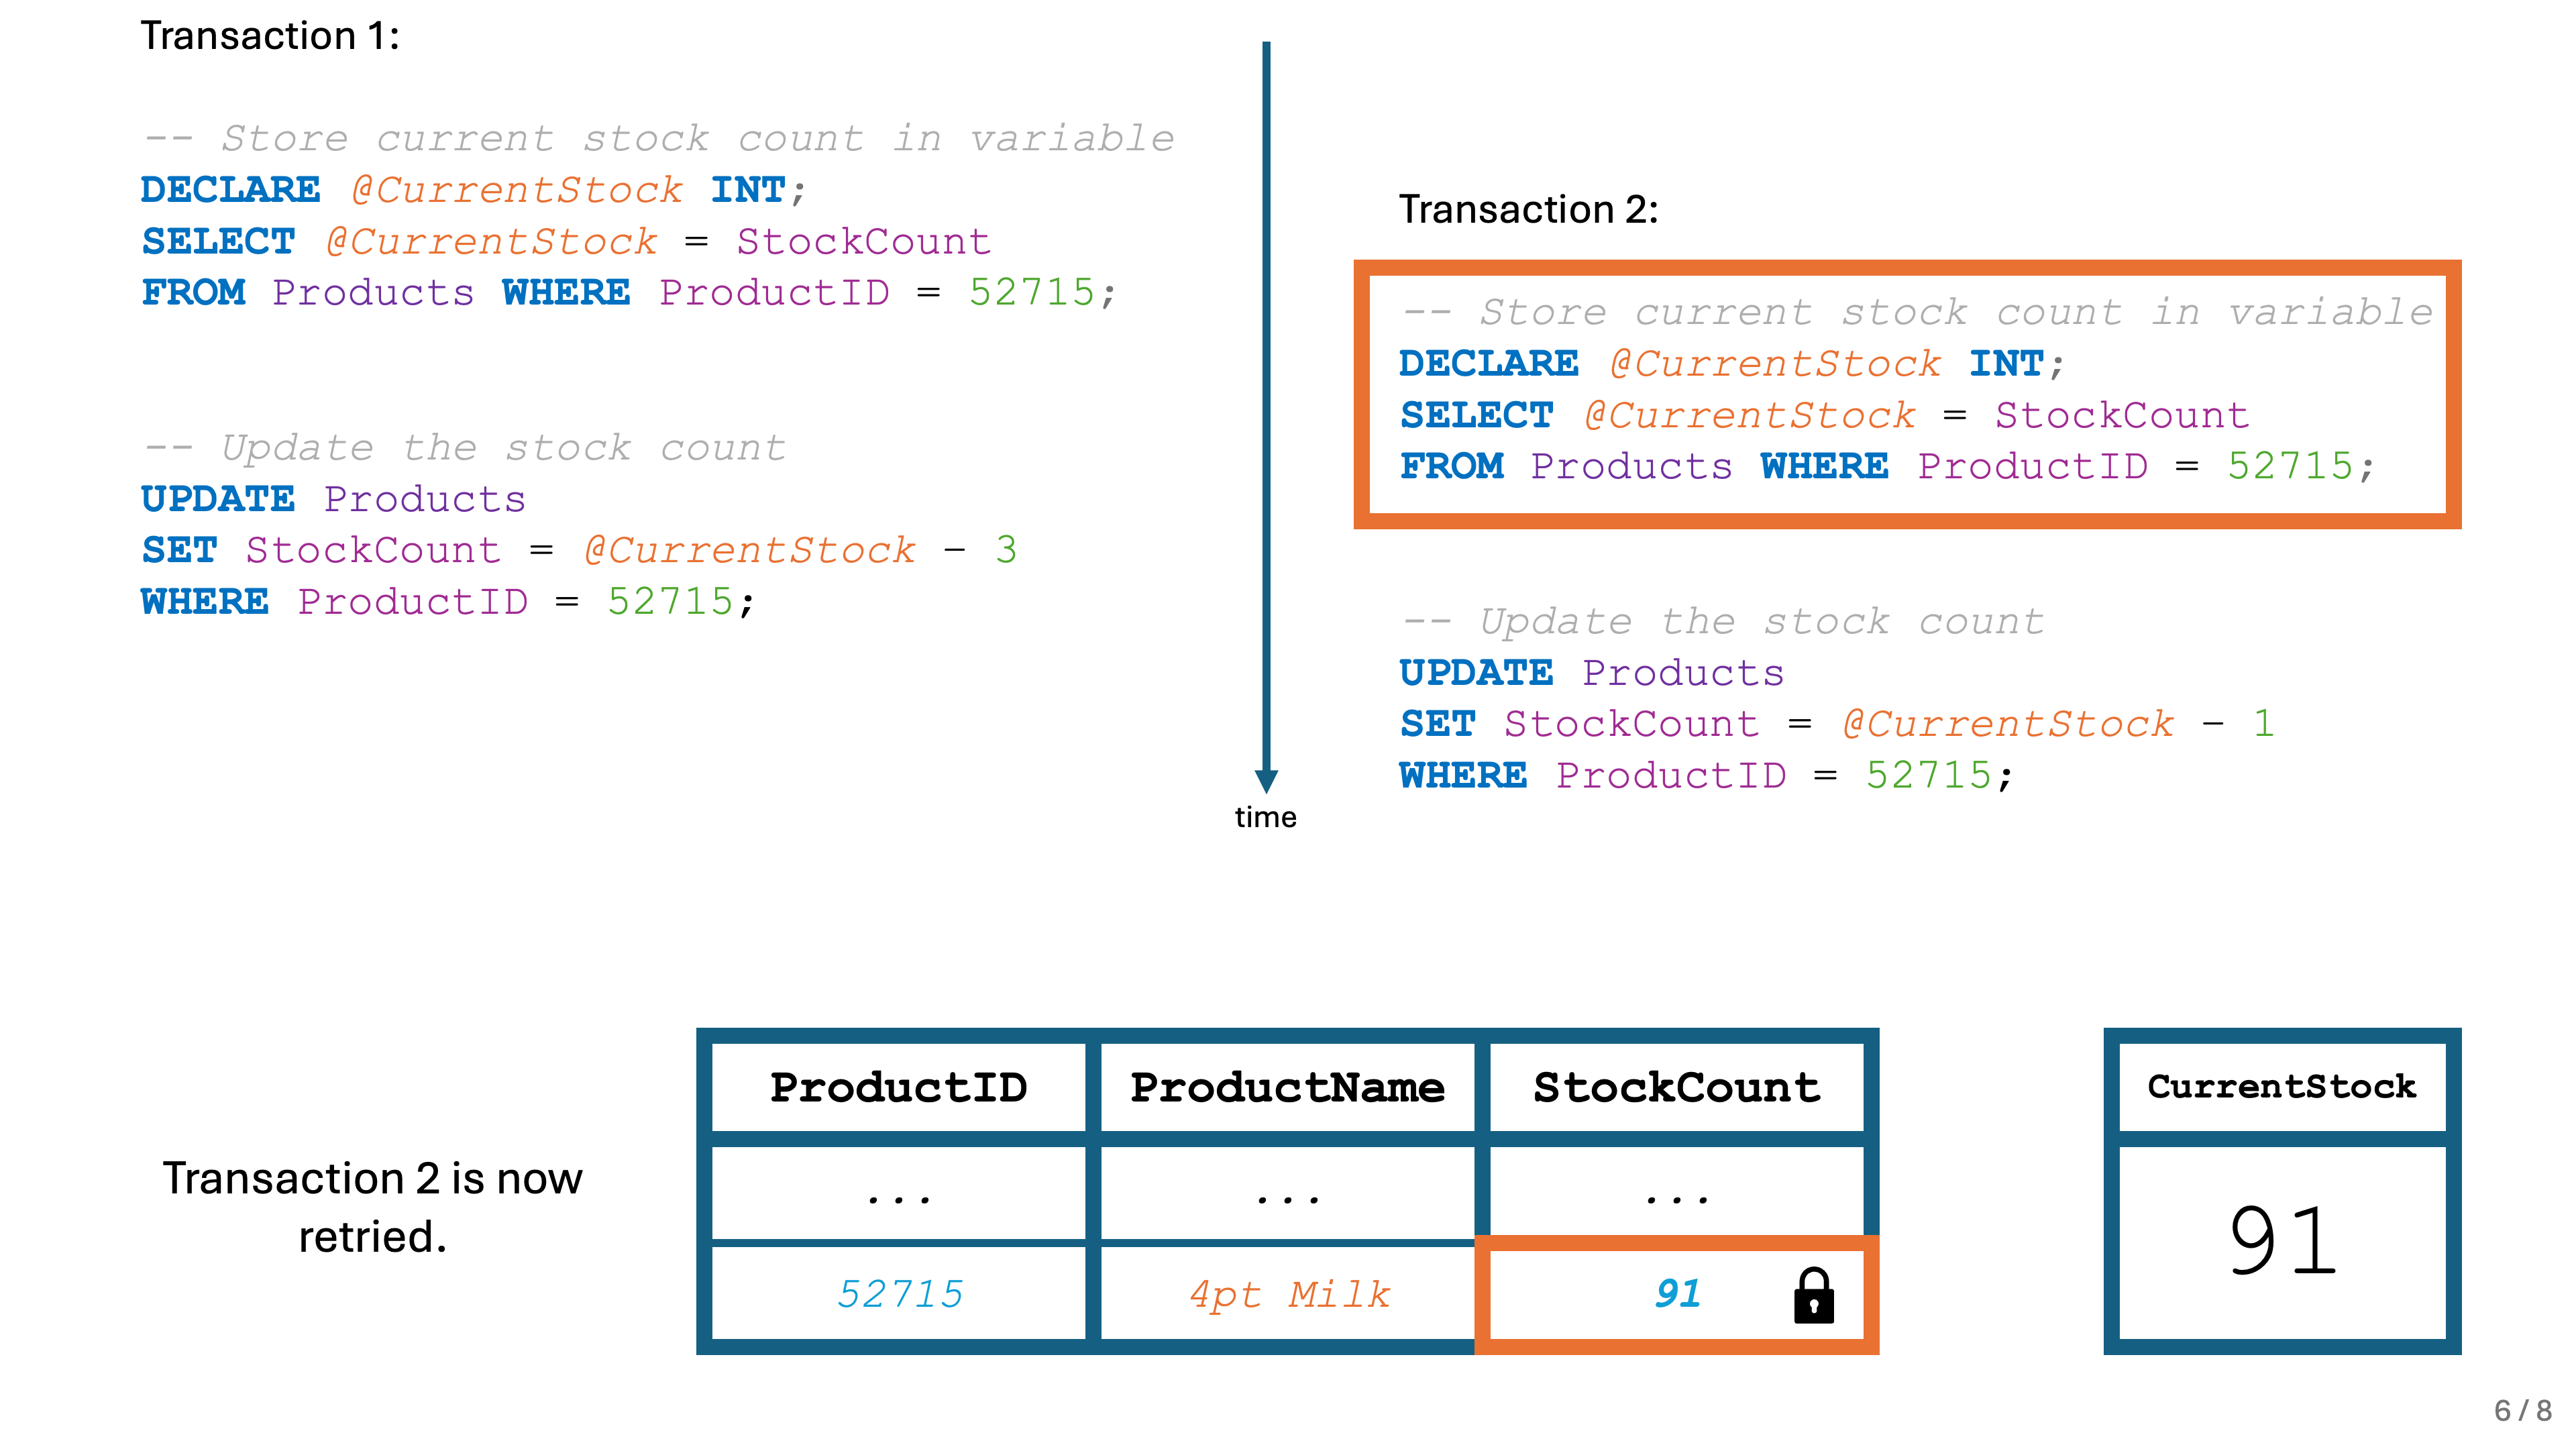 Transaction 1:
-- Store current stock count in variable
DECLARE @CurrentStock INT;
SELECT @CurrentStock = StockCount
FROM Products WHERE ProductID = 52715;
-- Update the stock count
UPDATE Products
SET StockCount = @CurrentStock - 3
WHERE ProductID = 52715;
time
Transaction 2:
-- Store current stock count in variable
DECLARE @CurrentStock INT;
SELECT @CurrentStock = StockCount
FROM Products WHERE ProductID = 52715;
-- Update the stock count
UPDATE Products
SET StockCount = @CurrentStock - 1
WHERE ProductID = 52715;
Transaction 2 is now
retried.
ProductID ProductName StockCount
... ... ...
52715 4pt Milk 91
CurrentStock
91
6 / 8